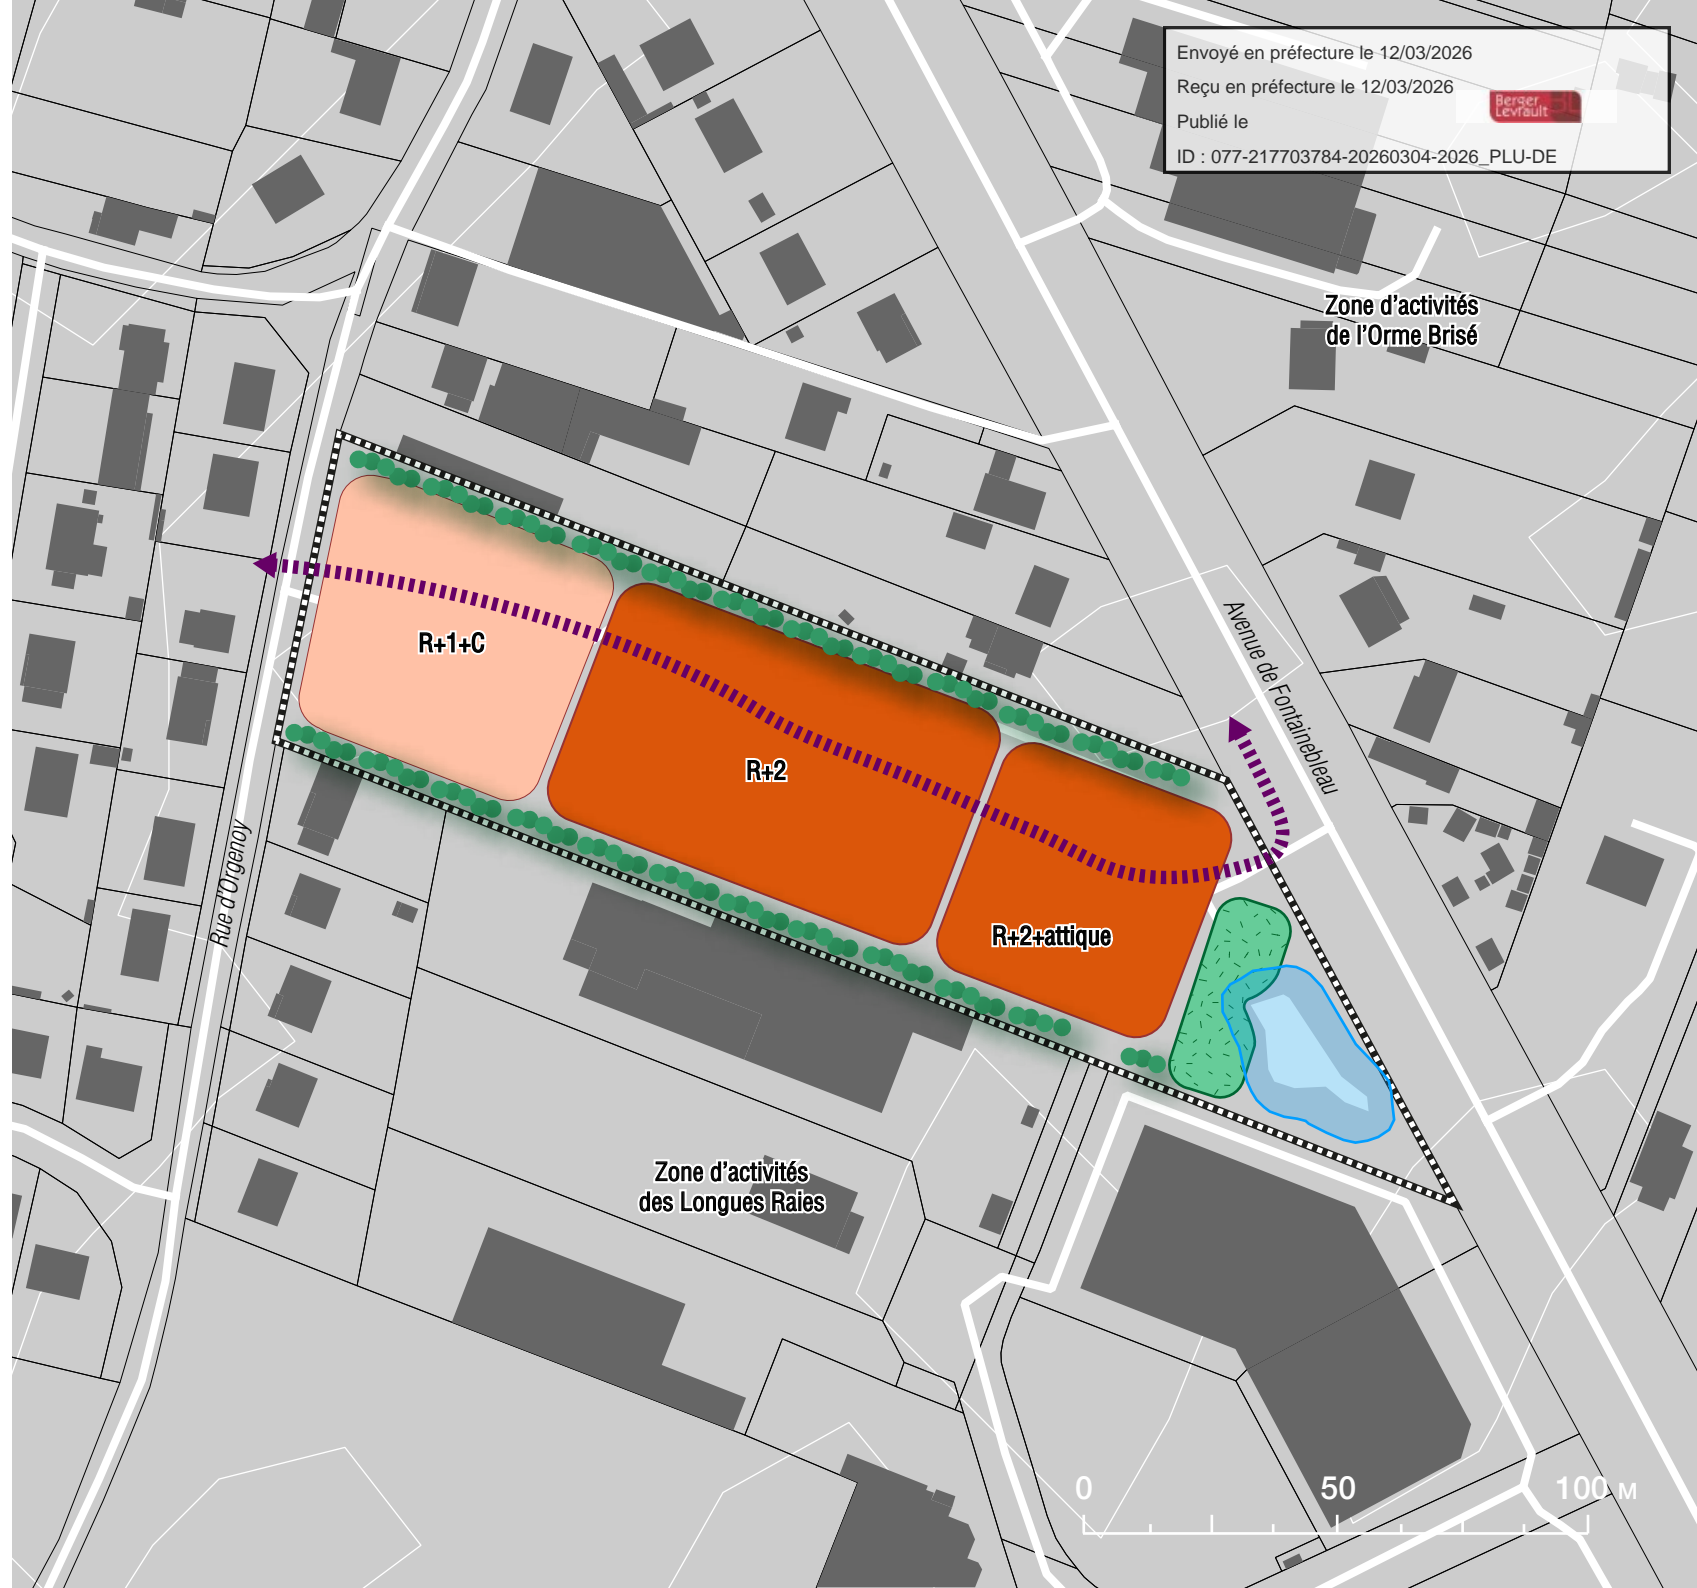 Envoyé en préfecture le 12/03/2026
Reçu en préfecture le 12/03/2026
Berger
Levrault
Publié le
ID : 077-217703784-20260304-2026_PLU-DE
Zone d'activités
de l'Orme Brisé
R+1+C
Avenue de Fontainebleau
R+2
Rue d'Orgenoy
R+2+attique
Zone d'activités
des Longues Raies
0 50 100 M